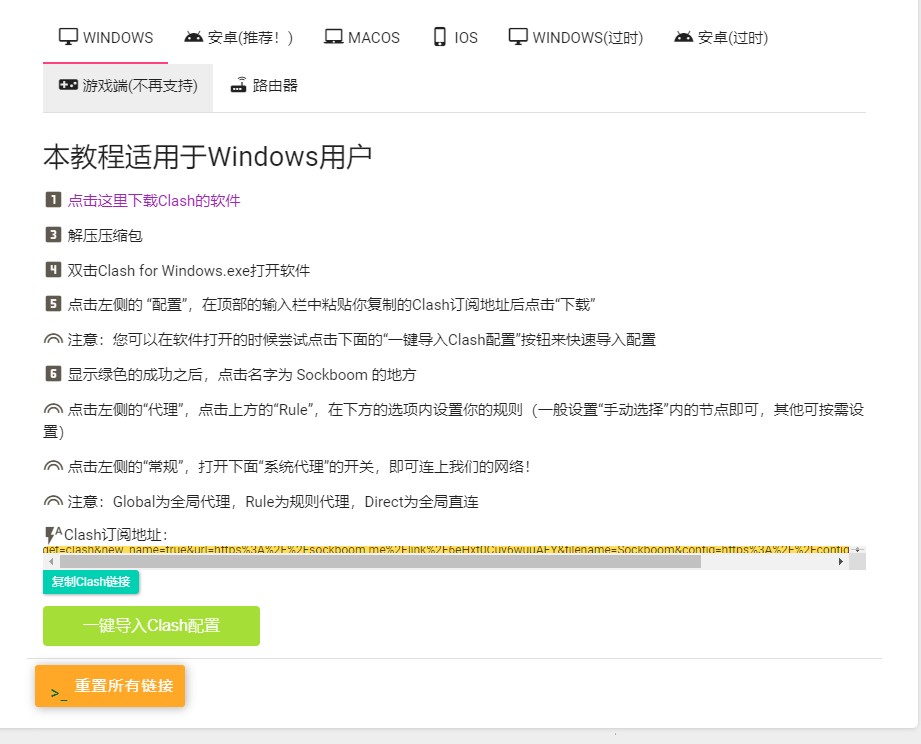 WINDOWS 安卓(推荐！) MACOS IOS WINDOWS(过时) 安卓(过时)
游戏端(不再支持) 路由器
本教程适用于Windows用户
1 点击这里下载Clash的软件
3 解压压缩包
4 双击Clash for Windows.exe打开软件
5 点击左侧的 “配置”，在顶部的输入栏中粘贴你复制的Clash订阅地址后点击“下载”
注意：您可以在软件打开的时候尝试点击下面的“一键导入Clash配置”按钮来快速导入配置
6 显示绿色的成功之后，点击名字为 Sockboom 的地方
点击左侧的“代理”，点击上方的“Rule”，在下方的选项内设置你的规则（一般设置“手动选择”内的节点即可，其他可按需设
置）
点击左侧的“常规”，打开下面“系统代理”的开关，即可连上我们的网络！
注意：Global为全局代理，Rule为规则代理，Direct为全局直连
Clash订阅地址：
复制Clash链接
一键导入Clash配置
>_ 重置所有链接